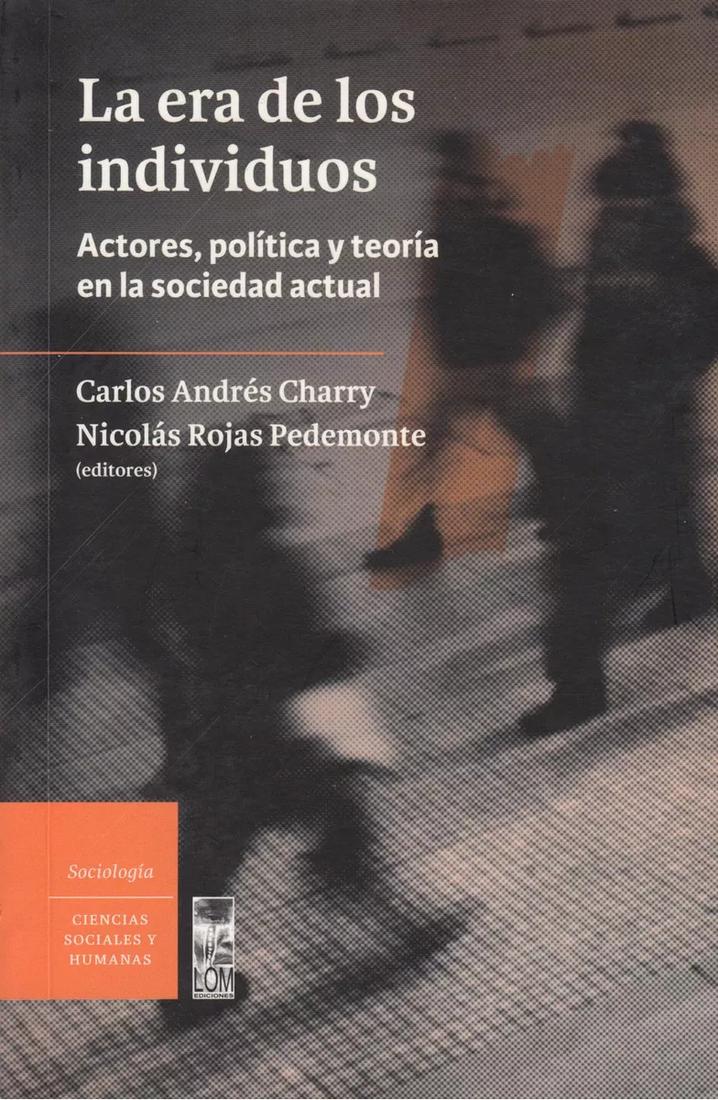 La era de los
individuos
Actores, política y teoría
en la sociedad actual
Carlos Andrés Charry
Nicolás Rojas Pedemonte
(editores)
Sociología
CIENCIAS
SOCIALES Y
HUMANAS
LOM
EDICIONES